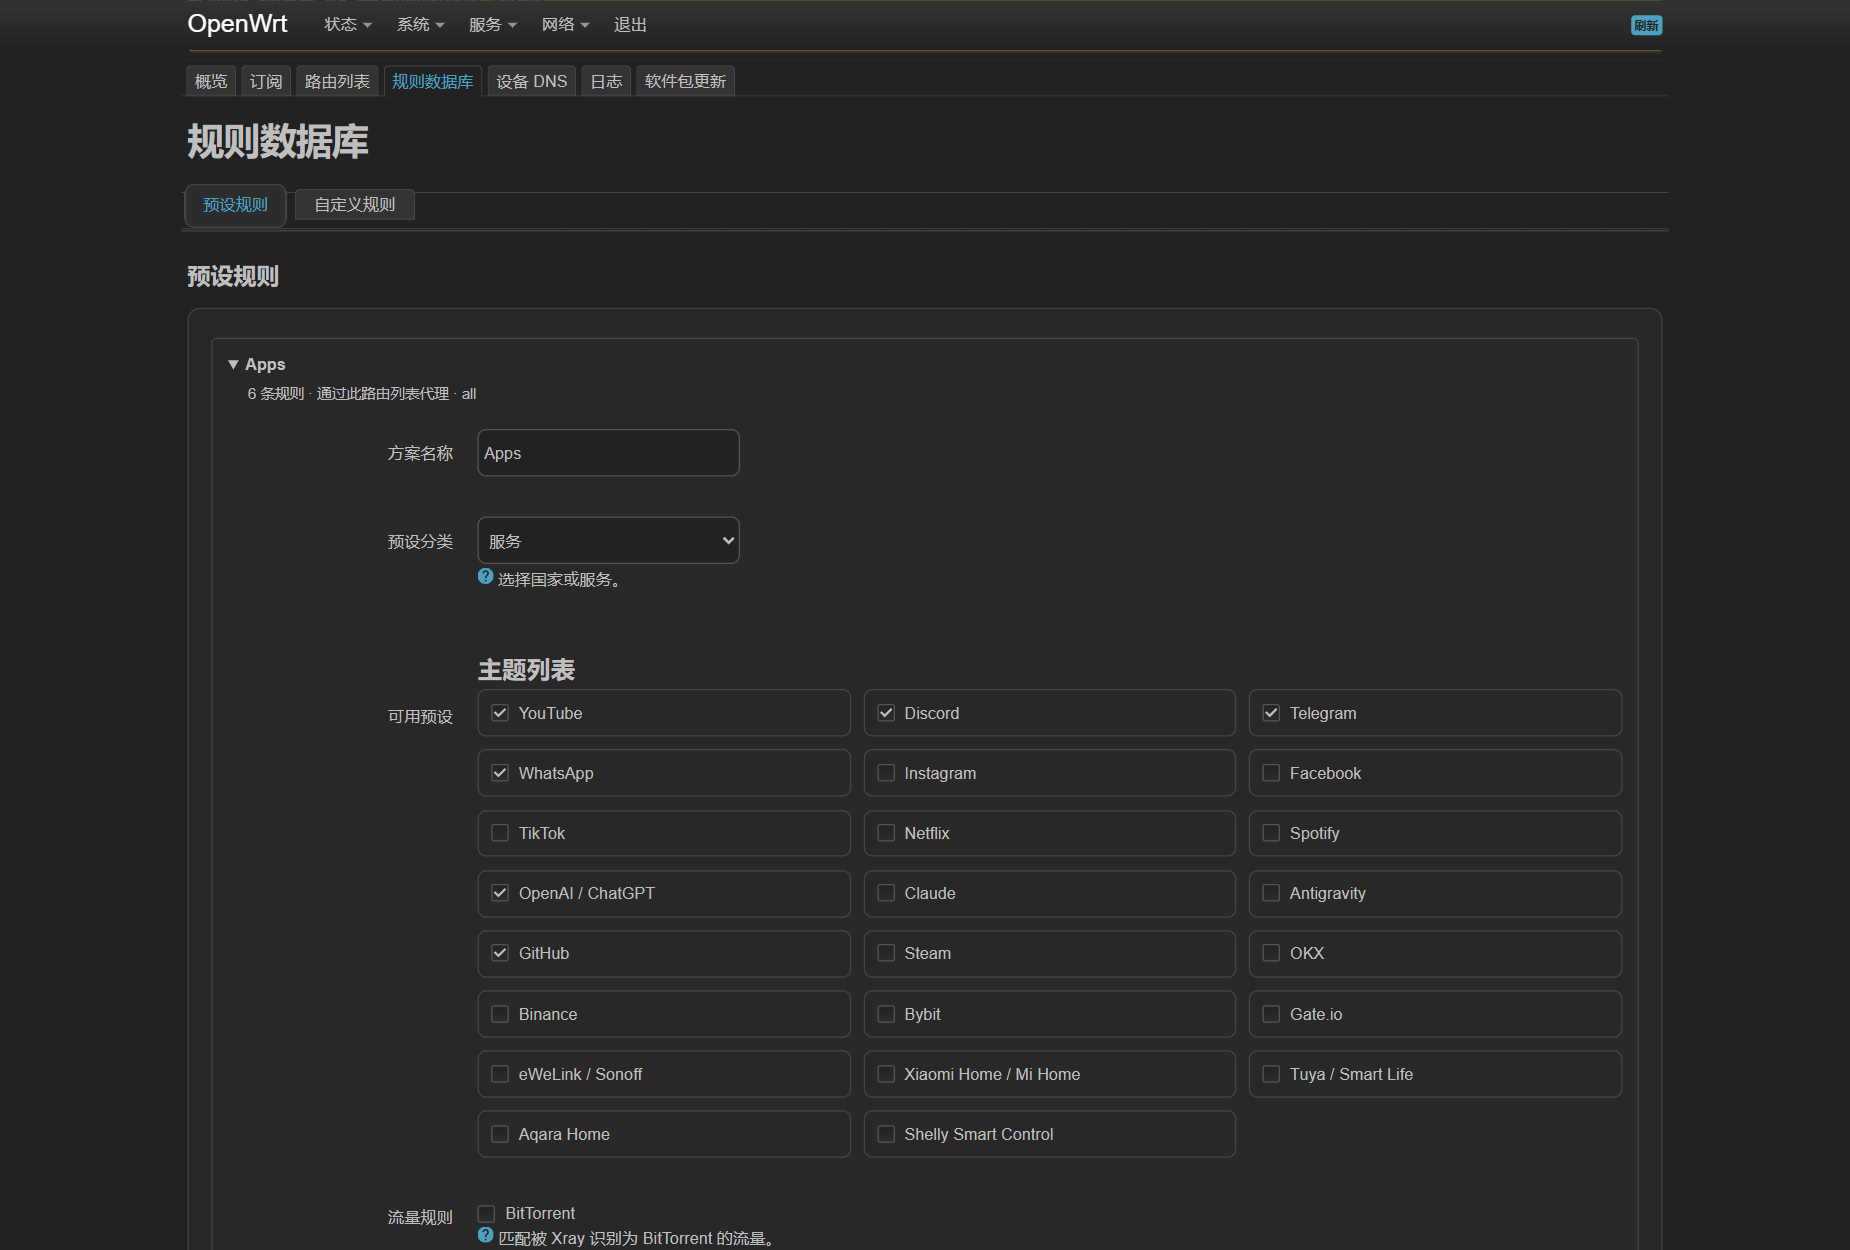 OpenWrt 状态 系统 服务 网络 退出 刷新
概览 订阅 路由列表 规则数据库 设备 DNS 日志 软件包更新
规则数据库
预设规则 自定义规则
预设规则
▼ Apps
6 条规则 · 通过此路由列表代理 · all
方案名称 Apps
预设分类 服务
选择国家或服务。
主题列表
可用预设 YouTube Discord Telegram
WhatsApp Instagram Facebook
TikTok Netflix Spotify
OpenAI / ChatGPT Claude Antigravity
GitHub Steam OKX
Binance Bybit Gate.io
eWeLink / Sonoff Xiaomi Home / Mi Home Tuya / Smart Life
Aqara Home Shelly Smart Control
流量规则 BitTorrent
匹配被 Xray 识别为 BitTorrent 的流量。